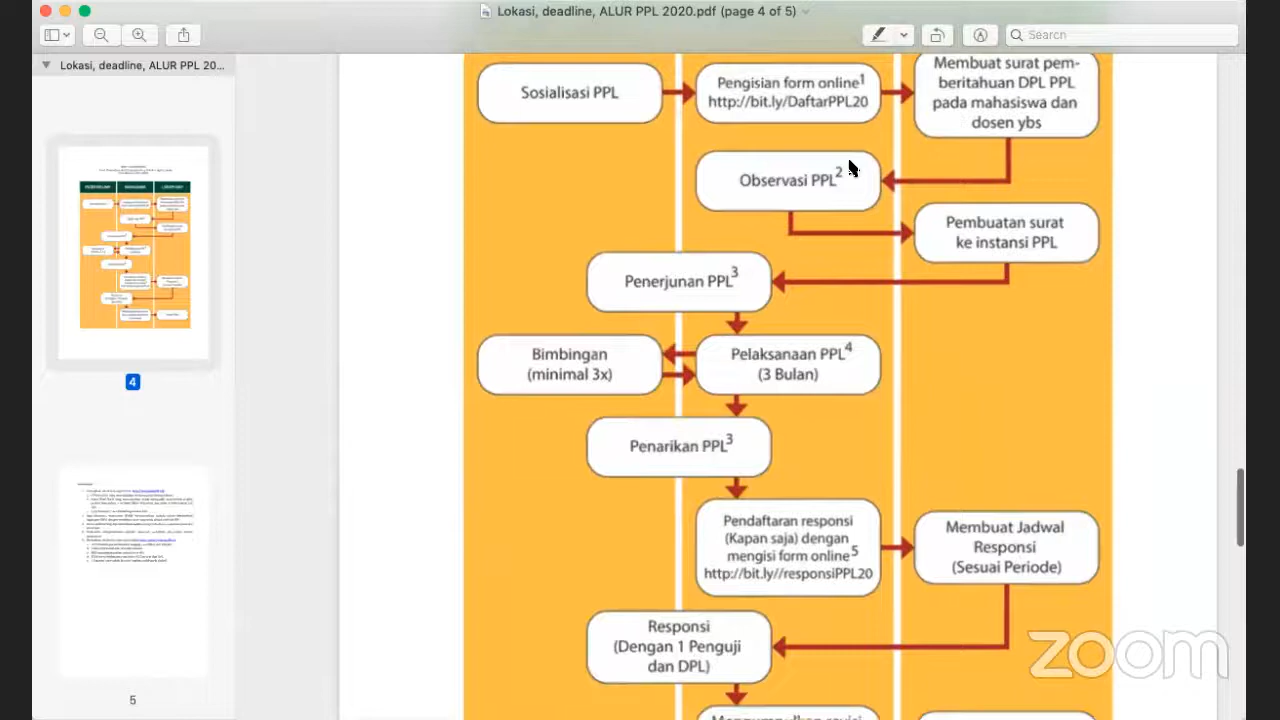 Lokasi, deadline, ALUR PPL 2020.pdf (page 4 of 5)
Search
Lokasi, deadline, ALUR PPL 20...
4
5
Sosialisasi PPL
Pengisian form online1
http://bit.ly/DaftarPPL20
Membuat surat pem-
beritahuan DPL PPL
pada mahasiswa dan
dosen ybs
Observasi PPL2
Pembuatan surat
ke instansi PPL
Penerjunan PPL3
Bimbingan
(minimal 3x)
Pelaksanaan PPL4
(3 Bulan)
Penarikan PPL3
Pendaftaran responsi
(Kapan saja) dengan
mengisi form online5
http://bit.ly//responsiPPL20
Membuat Jadwal
Responsi
(Sesuai Periode)
Responsi
(Dengan 1 Penguji
dan DPL)
Mengumpulkan revisi
zoom